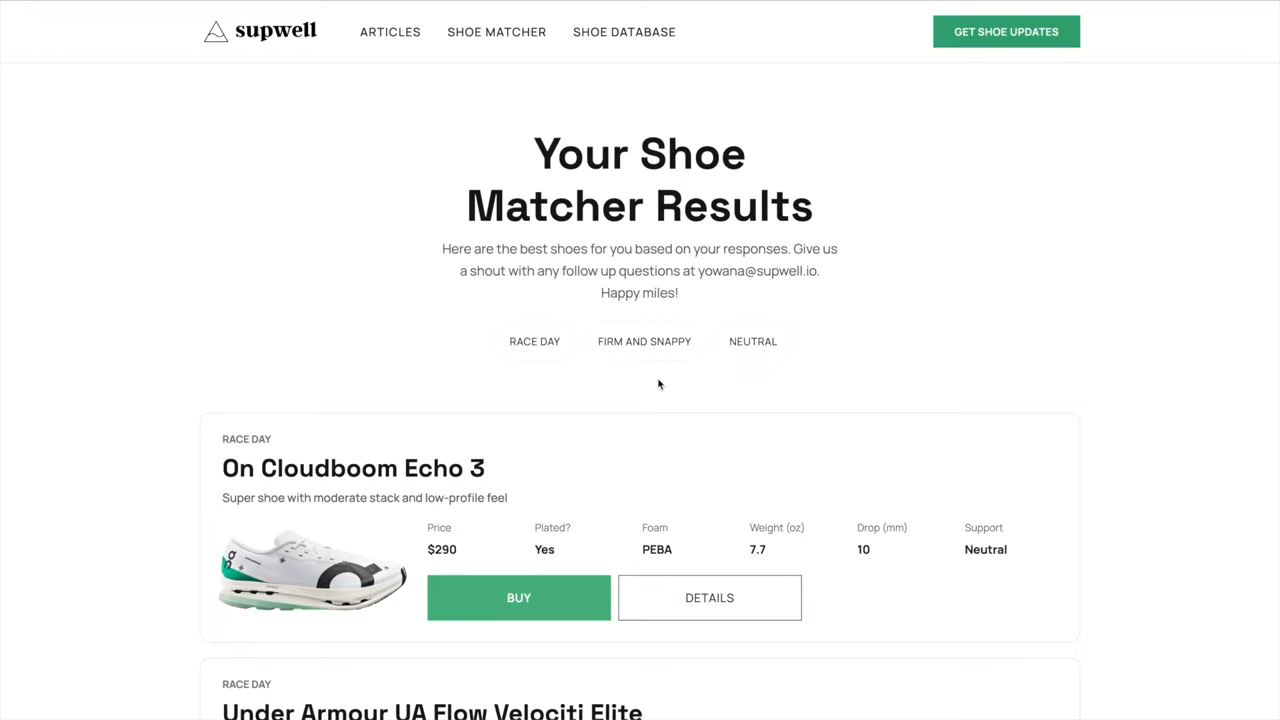 supwell
ARTICLES
SHOE MATCHER
SHOE DATABASE
GET SHOE UPDATES
Your Shoe
Matcher Results
Here are the best shoes for you based on your responses. Give us
a shout with any follow up questions at yowana@supwell.io.
Happy miles!
RACE DAY
FIRM AND SNAPPY
NEUTRAL
RACE DAY
On Cloudboom Echo 3
Super shoe with moderate stack and low-profile feel
Price
Plated?
Foam
Weight (oz)
Drop (mm)
Support
$290
Yes
PEBA
7.7
10
Neutral
BUY
DETAILS
RACE DAY
Under Armour UA Flow Velociti Elite